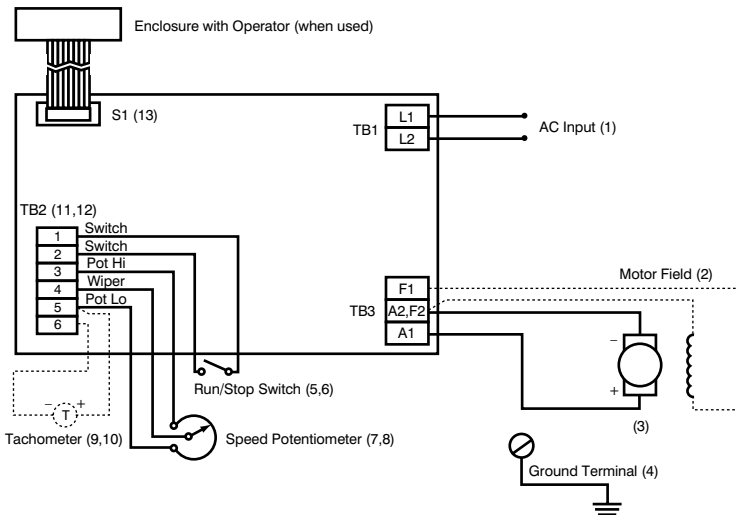 Enclosure with Operator (when used)
S1 (13)
TB1
L1
L2
AC Input (1)
TB2 (11,12)
1
Switch
2
Switch
3
Pot Hi
4
Wiper
5
Pot Lo
6
TB3
F1
A2,F2
A1
Motor Field (2)
−
+
(3)
Run/Stop Switch (5,6)
− T +
Tachometer (9,10)
Speed Potentiometer (7,8)
Ground Terminal (4)